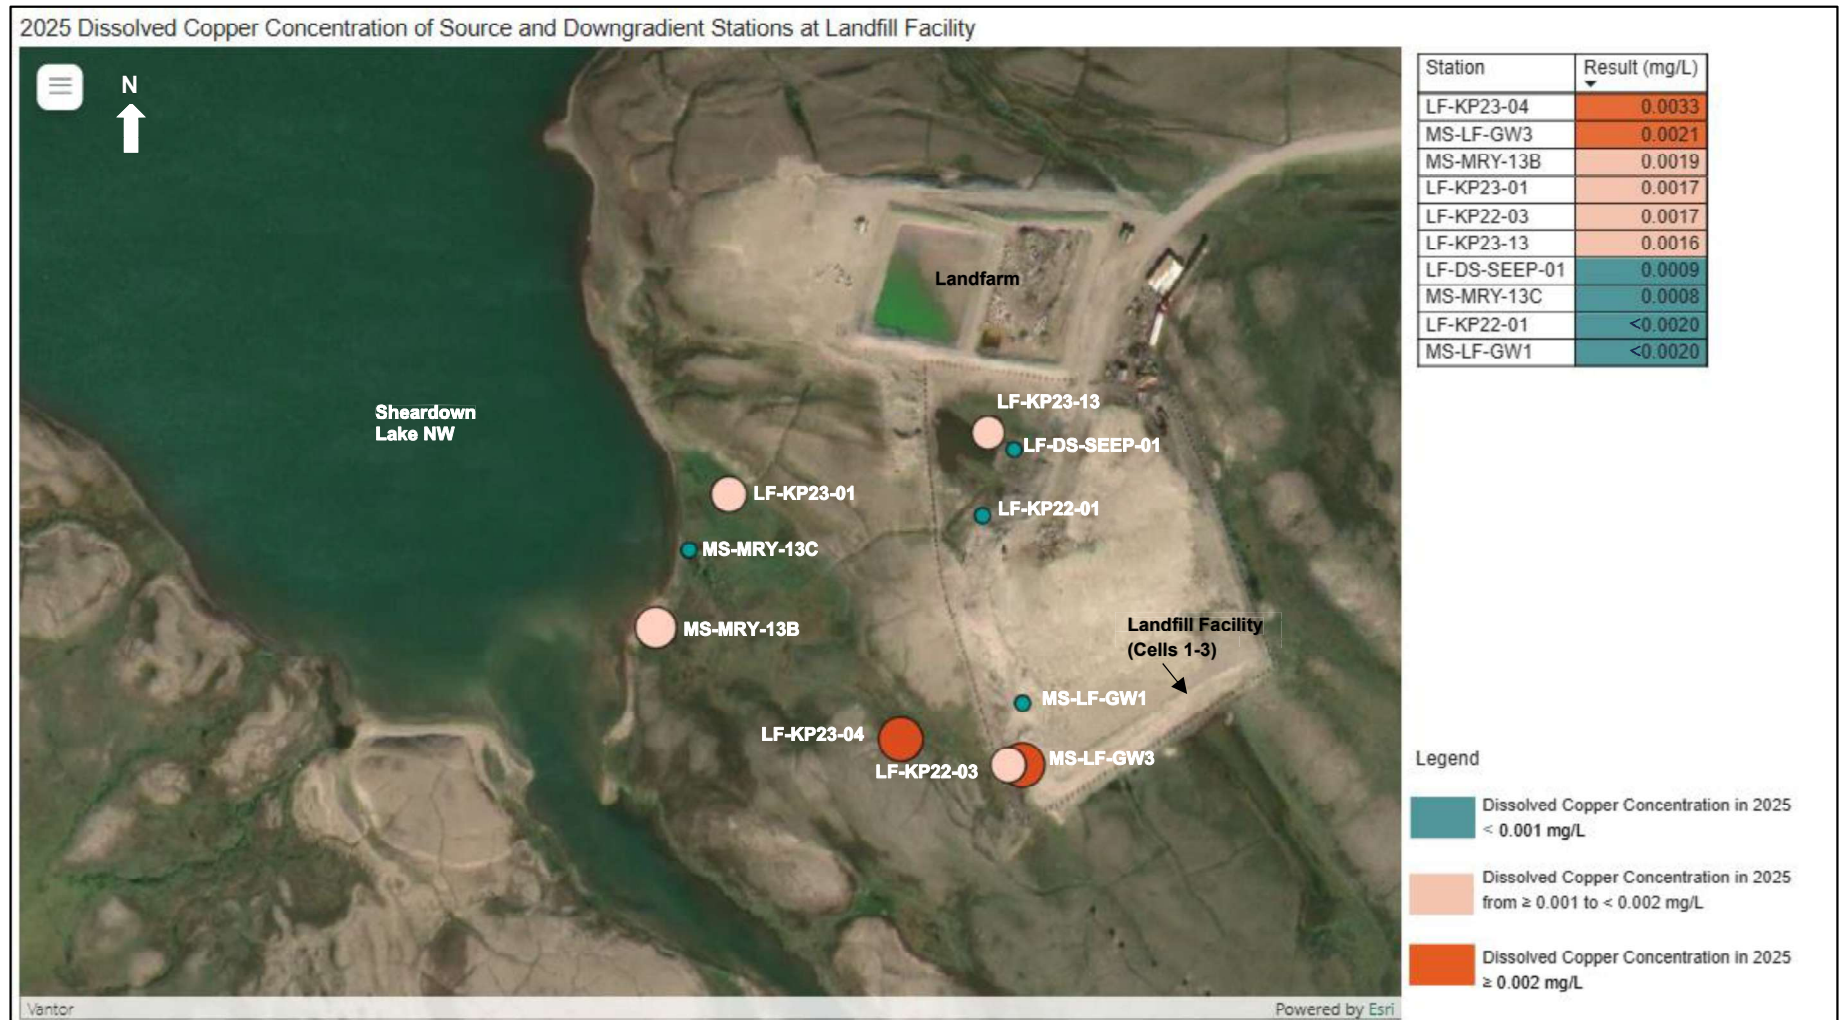 2025 Dissolved Copper Concentration of Source and Downgradient Stations at Landfill Facility
N
Landfarm
Sheardown
Lake NW
LF-KP23-13
LF-DS-SEEP-01
LF-KP23-01
LF-KP22-01
MS-MRY-13C
MS-MRY-13B
Landfill Facility
(Cells 1-3)
MS-LF-GW1
LF-KP23-04
MS-LF-GW3
LF-KP22-03
Vantor
Powered by Esri
Station Result (mg/L)
LF-KP23-04 0.0033
MS-LF-GW3 0.0021
MS-MRY-13B 0.0019
LF-KP23-01 0.0017
LF-KP22-03 0.0017
LF-KP23-13 0.0016
LF-DS-SEEP-01 0.0009
MS-MRY-13C 0.0008
LF-KP22-01 <0.0020
MS-LF-GW1 <0.0020
Legend
Dissolved Copper Concentration in 2025
< 0.001 mg/L
Dissolved Copper Concentration in 2025
from ≥ 0.001 to < 0.002 mg/L
Dissolved Copper Concentration in 2025
≥ 0.002 mg/L